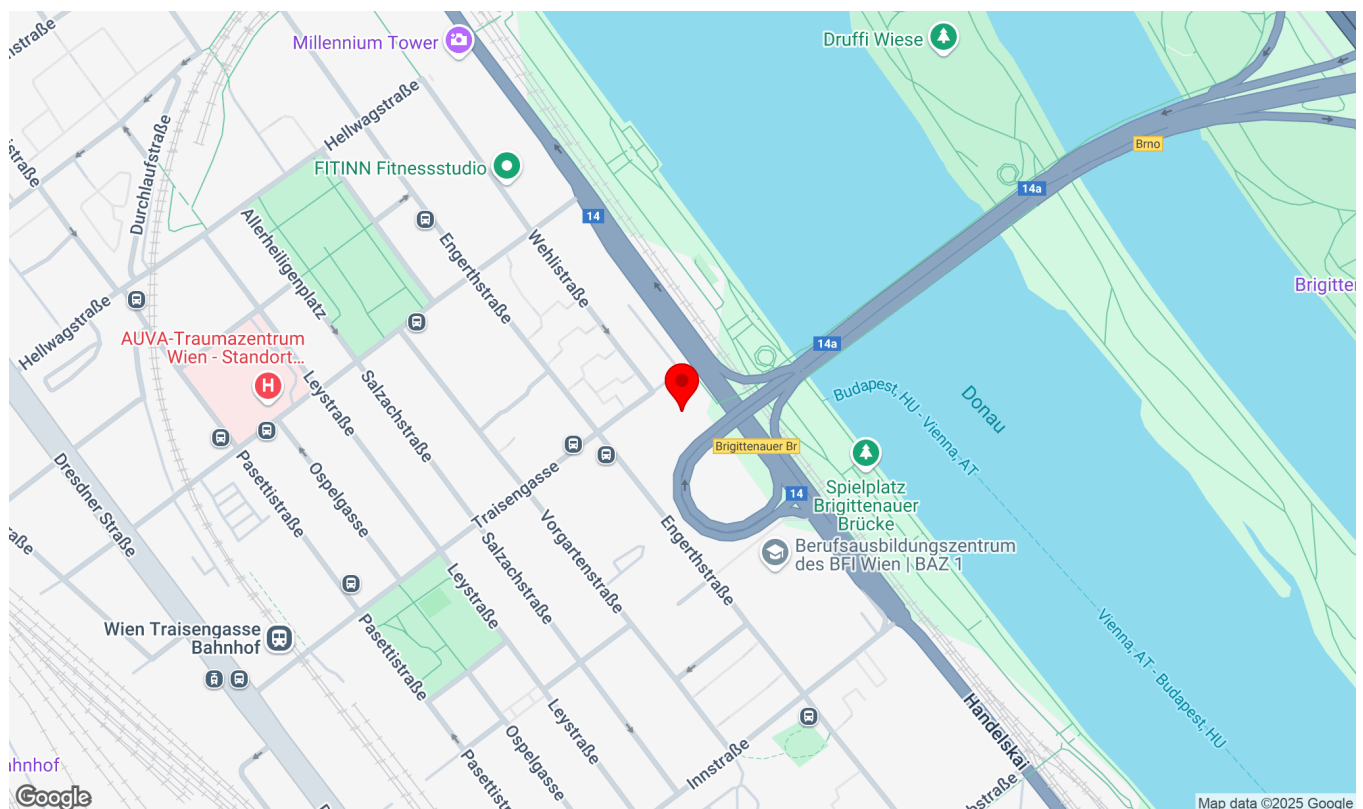 Millennium Tower
Druffi Wiese
Hellwagstraße
Durchlaufstraße
FITINN Fitnessstudio
Brno
14a
14
Allerheiligenplatz
Engerthstraße
Wehlistraße
Hellwagstraße
AUVA-Traumazentrum
Wien - Standort...
H
14a
Budapest, HU - Vienna, AT
Donau
Leystraße
Salzachstraße
Brigittenauer Br
Dresdner Straße
Pasettistraße
Ospelgasse
Traisengasse
Vorgartenstraße
Engerthstraße
14
Spielplatz
Brigittenauer
Brücke
Berufsausbildungszentrum
des BFI Wien | BAZ 1
Salzachstraße
Leystraße
Wien Traisengasse
Bahnhof
Pasettistraße
Vienna, AT - Budapest, HU
Handelskai
Leystraße
Ospelgasse
Pasettistraße
Innstraße
Google
Map data ©2025 Google